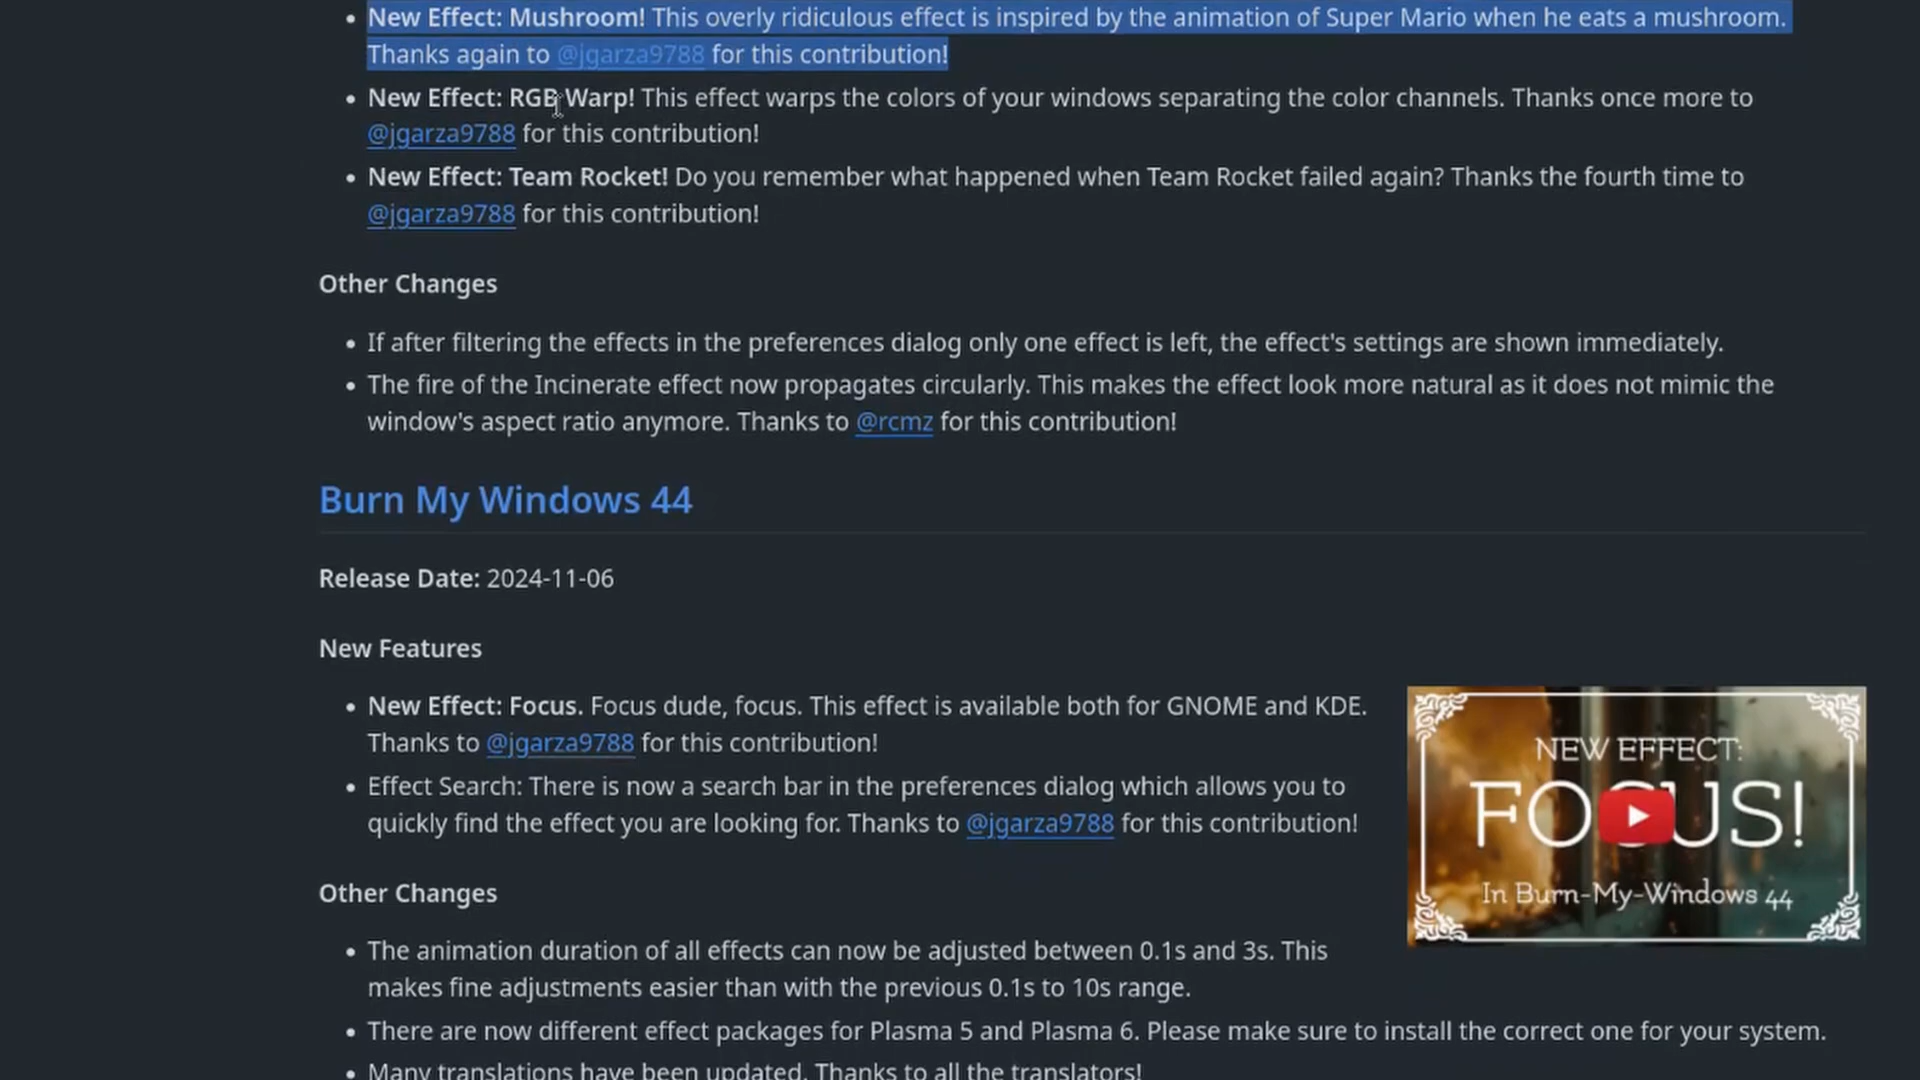 New Effect: Mushroom! This overly ridiculous effect is inspired by the animation of Super Mario when he eats a mushroom.
Thanks again to @jgarza9788 for this contribution!
New Effect: RGB Warp! This effect warps the colors of your windows separating the color channels. Thanks once more to
@jgarza9788 for this contribution!
New Effect: Team Rocket! Do you remember what happened when Team Rocket failed again? Thanks the fourth time to
@jgarza9788 for this contribution!
Other Changes
If after filtering the effects in the preferences dialog only one effect is left, the effect's settings are shown immediately.
The fire of the Incinerate effect now propagates circularly. This makes the effect look more natural as it does not mimic the
window's aspect ratio anymore. Thanks to @rcmz for this contribution!
Burn My Windows 44
Release Date: 2024-11-06
New Features
New Effect: Focus. Focus dude, focus. This effect is available both for GNOME and KDE.
Thanks to @jgarza9788 for this contribution!
Effect Search: There is now a search bar in the preferences dialog which allows you to
quickly find the effect you are looking for. Thanks to @jgarza9788 for this contribution!
NEW EFFECT:
FOCUS!
In Burn-My-Windows 44
Other Changes
The animation duration of all effects can now be adjusted between 0.1s and 3s. This
makes fine adjustments easier than with the previous 0.1s to 10s range.
There are now different effect packages for Plasma 5 and Plasma 6. Please make sure to install the correct one for your system.
Many translations have been updated. Thanks to all the translators!